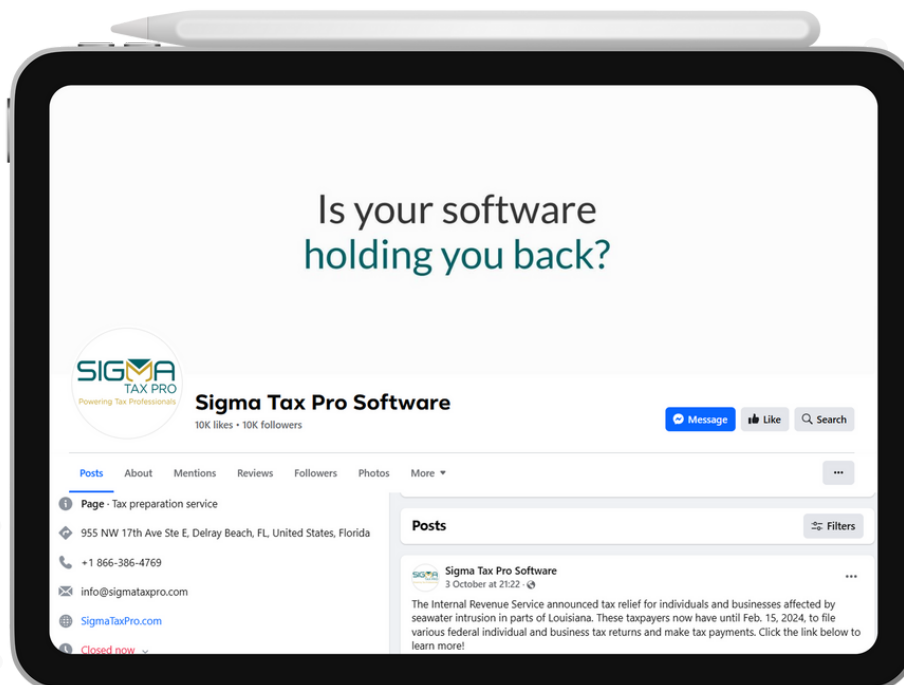 Is your software
holding you back?
SIGMA
TAX PRO
Powering Tax Professionals
Sigma Tax Pro Software
10K likes • 10K followers
Message
Like
Search
Posts
About
Mentions
Reviews
Followers
Photos
More
Page · Tax preparation service
955 NW 17th Ave Ste E, Delray Beach, FL, United States, Florida
+1 866-386-4769
info@sigmataxpro.com
SigmaTaxPro.com
Closed now
Posts
Filters
SIGMA
Sigma Tax Pro Software
3 October at 21:22 ·
The Internal Revenue Service announced tax relief for individuals and businesses affected by
seawater intrusion in parts of Louisiana. These taxpayers now have until Feb. 15, 2024, to file
various federal individual and business tax returns and make tax payments. Click the link below to
learn more!